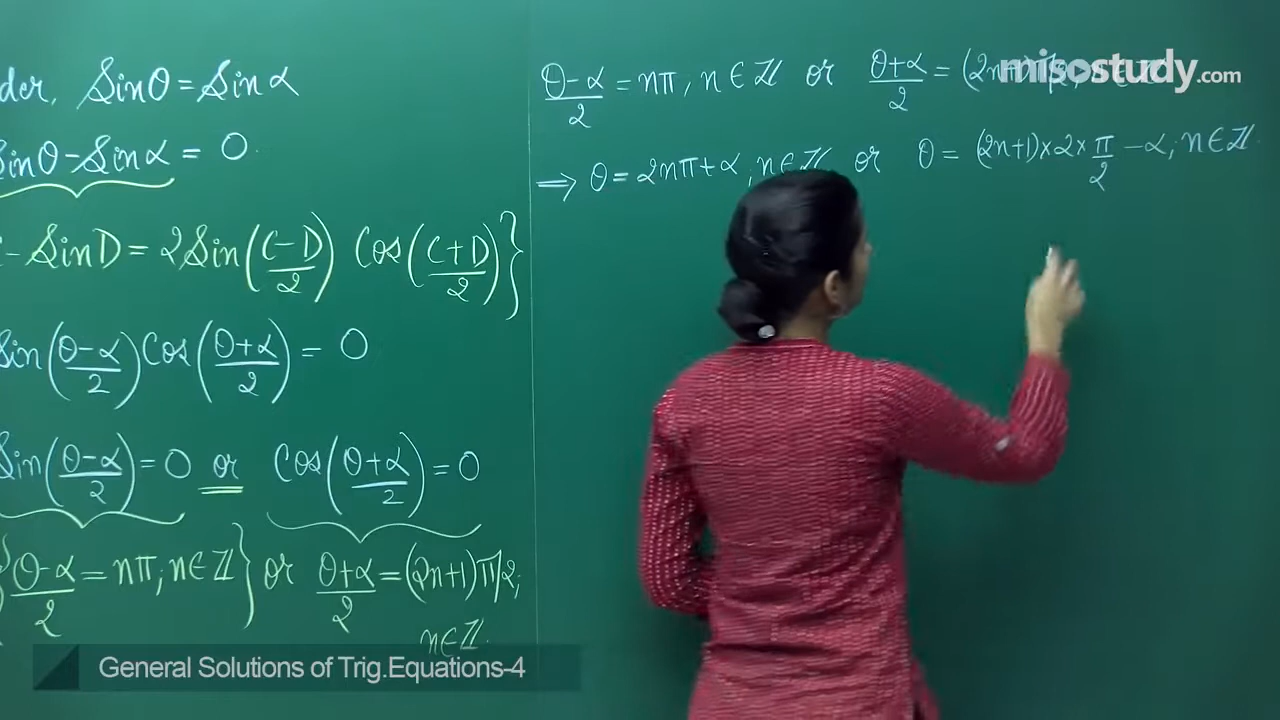 der, Sinθ = Sinα
Sinθ - Sinα = 0
- SinD = 2Sin(C-D/2) Cos(C+D/2)}
Sin(θ-α/2) Cos(θ+α/2) = 0
Sin(θ-α/2) = 0 or Cos(θ+α/2) = 0
{θ-α/2 = nπ, n∈ℤ} or θ+α/2 = (2n+1)π/2;
n∈ℤ.
θ-α/2 = nπ, n∈ℤ or θ+α/2 = (2n
⟹ θ = 2nπ+α, n∈ℤ or θ = (2n+1)×2×π/2 -α, n∈ℤ
misostudy.com
General Solutions of Trig.Equations-4